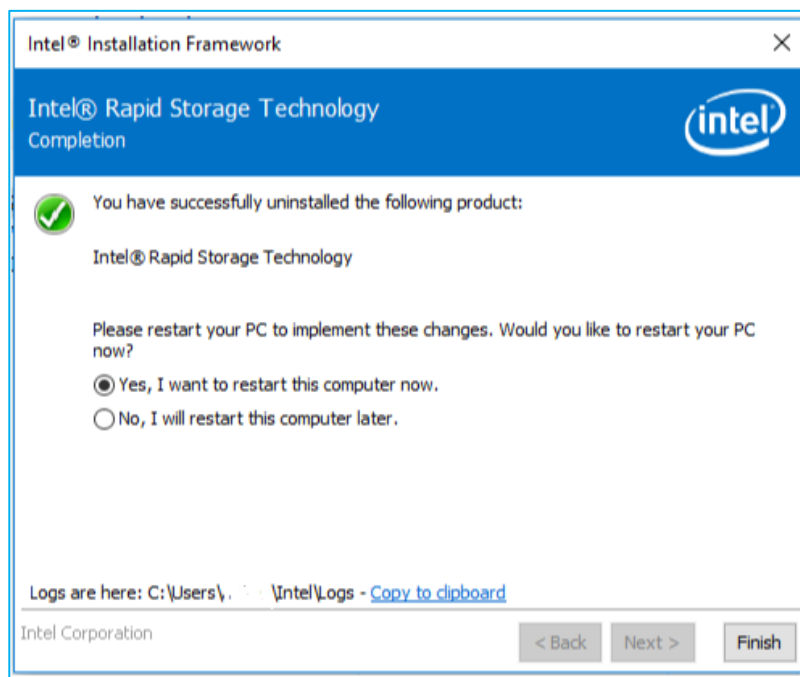 Intel® Installation Framework
Intel® Rapid Storage Technology
Completion
intel
You have successfully uninstalled the following product:
Intel® Rapid Storage Technology
Please restart your PC to implement these changes. Would you like to restart your PC
now?
Yes, I want to restart this computer now.
No, I will restart this computer later.
Logs are here: C:\Users\ \Intel\Logs - Copy to clipboard
Intel Corporation
< Back Next > Finish